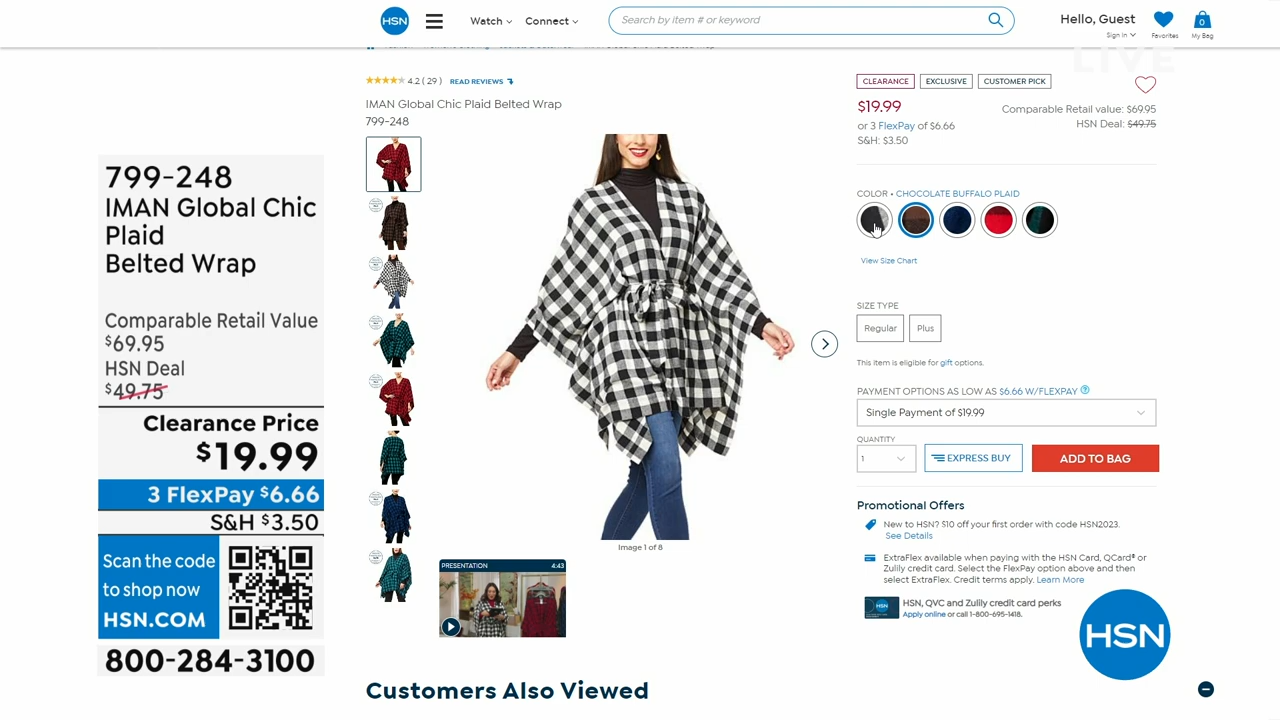 HSN
Watch
Connect
Search by item # or keyword
Hello, Guest
Sign In
Favorites
0
My Bag
LIVE
4.2 ( 29 )
READ REVIEWS
IMAN Global Chic Plaid Belted Wrap
799-248
CLEARANCE
EXCLUSIVE
CUSTOMER PICK
$19.99
Comparable Retail value: $69.95
or 3 FlexPay of $6.66
HSN Deal: $49.75
S&H: $3.50
COLOR • CHOCOLATE BUFFALO PLAID
View Size Chart
SIZE TYPE
Regular
Plus
This item is eligible for gift options.
PAYMENT OPTIONS AS LOW AS $6.66 W/FLEXPAY
Single Payment of $19.99
QUANTITY
1
EXPRESS BUY
ADD TO BAG
Promotional Offers
New to HSN? $10 off your first order with code HSN2023.
See Details
ExtraFlex available when paying with the HSN Card, QCard® or
Zulily credit card. Select the FlexPay option above and then
select ExtraFlex. Credit terms apply. Learn More
HSN, QVC and Zulily credit card perks
Apply online or call 1-800-695-1418.
HSN
Image 1 of 8
PRESENTATION
4:43
Customers Also Viewed
799-248
IMAN Global Chic
Plaid
Belted Wrap
Comparable Retail Value
$69.95
HSN Deal
$49.75
Clearance Price
$19.99
3 FlexPay $6.66
S&H $3.50
Scan the code
to shop now
HSN.COM
800-284-3100